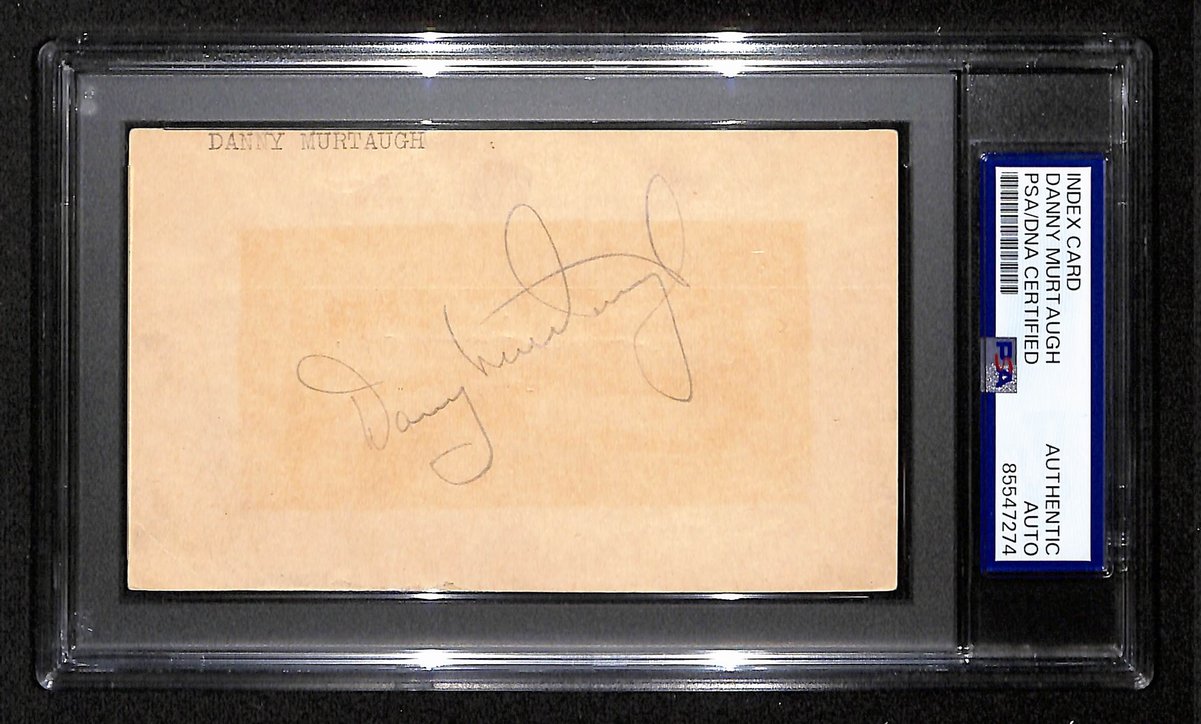 DANNY MURTAUGH
Danny Murtaugh
INDEX CARD
DANNY MURTAUGH
PSA/DNA CERTIFIED
PSA
AUTHENTIC
AUTO
85547274